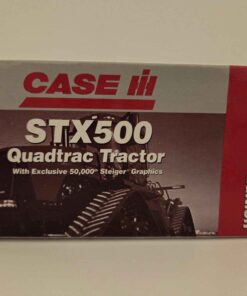 CASE IH
STX500
Quadtrac Tractor
With Exclusive 50,000th Steiger® Graphics